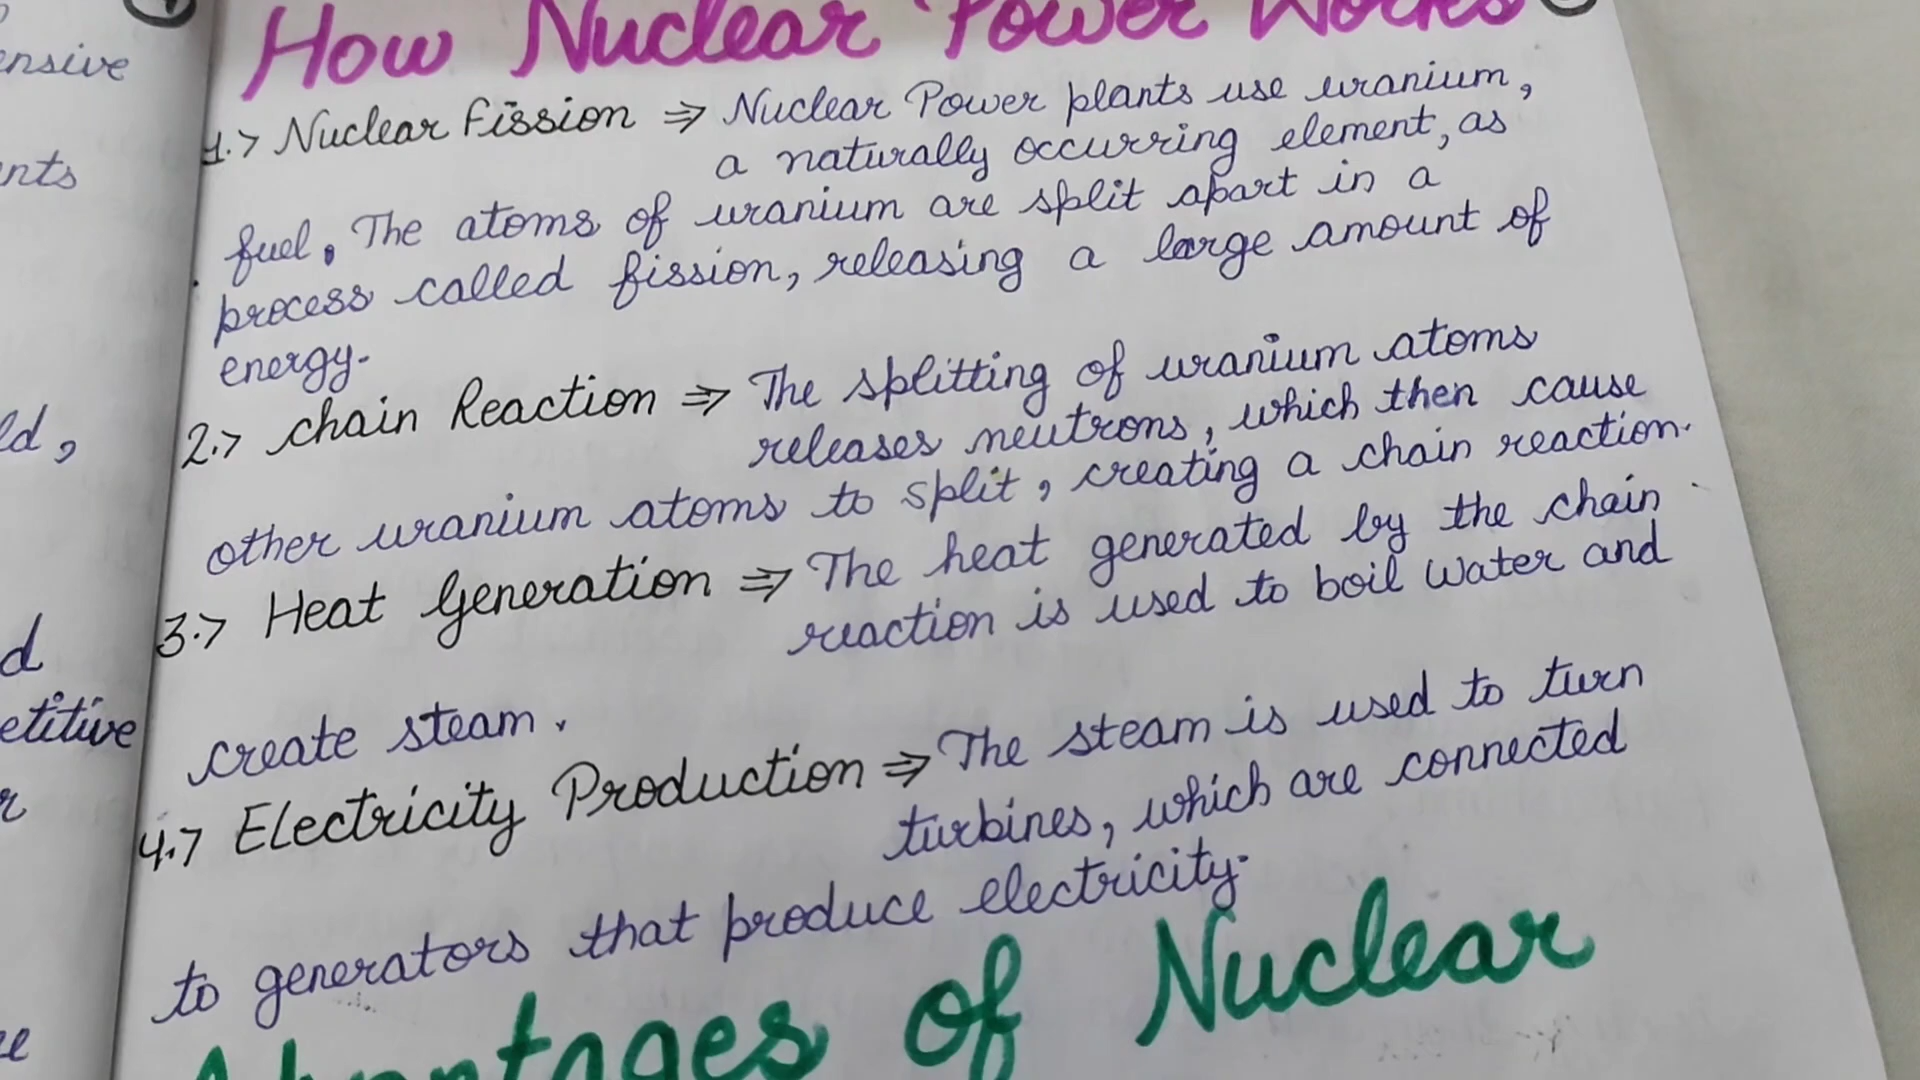 How Nuclear Power Works
1.> Nuclear Fission ⇒ Nuclear Power plants use uranium,
a naturally occurring element, as
fuel. The atoms of uranium are split apart in a
process called fission, releasing a large amount of
energy.
2.> chain Reaction ⇒ The splitting of uranium atoms
releases neutrons, which then cause
other uranium atoms to split, creating a chain reaction.
3.> Heat Generation ⇒ The heat generated by the chain
reaction is used to boil water and
create steam.
4.> Electricity Production ⇒ The steam is used to turn
turbines, which are connected
to generators that produce electricity.
Advantages of Nuclear